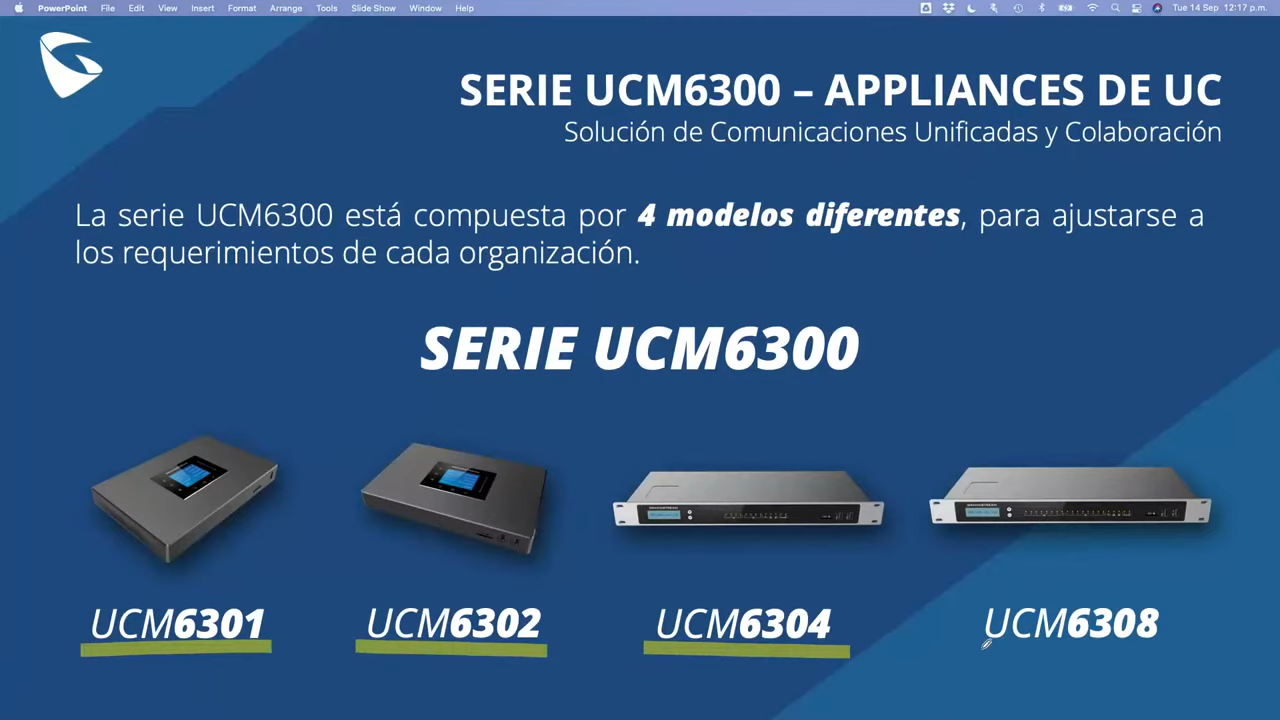 PowerPoint File Edit View Insert Format Arrange Tools Slide Show Window Help Tue 14 Sep 12:17 p.m.
SERIE UCM6300 – APPLIANCES DE UC
Solución de Comunicaciones Unificadas y Colaboración
La serie UCM6300 está compuesta por 4 modelos diferentes, para ajustarse a
los requerimientos de cada organización.
SERIE UCM6300
UCM6301 UCM6302 UCM6304 UCM6308